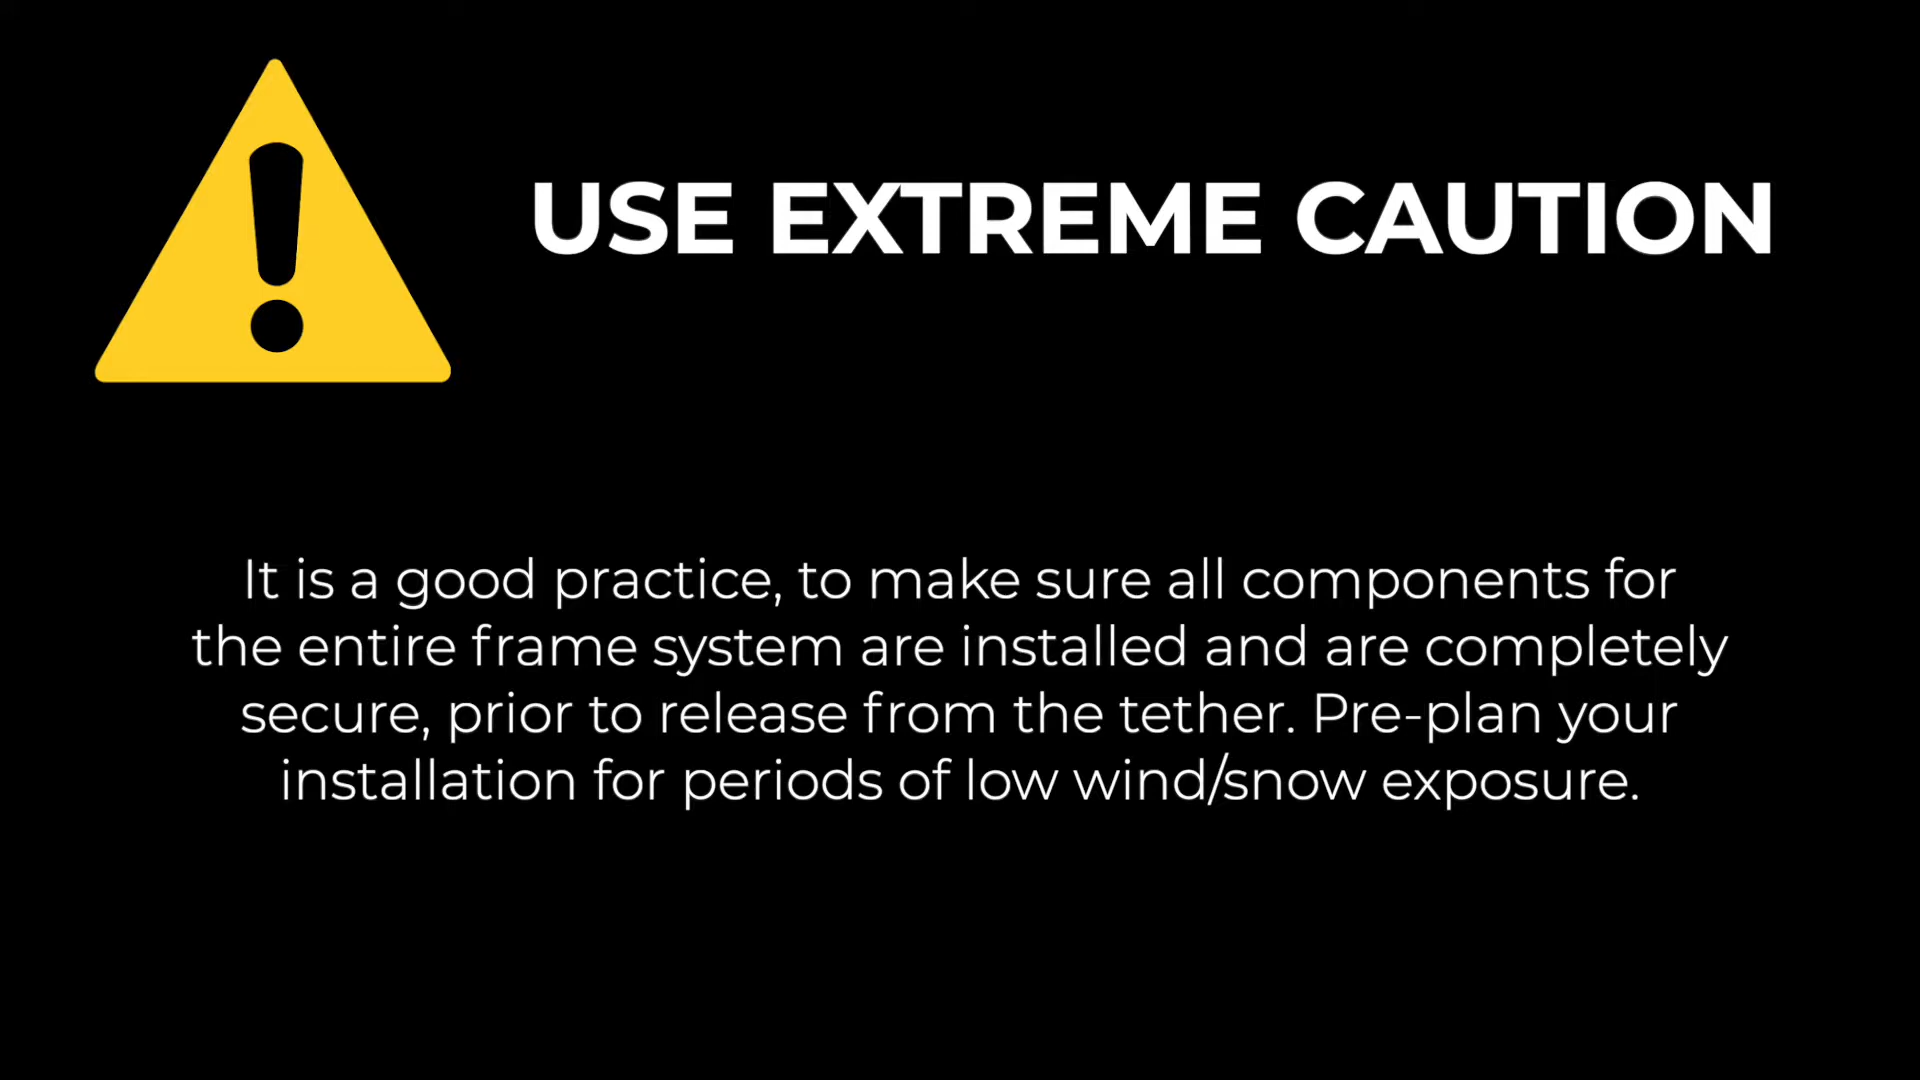 USE EXTREME CAUTION
It is a good practice, to make sure all components for
the entire frame system are installed and are completely
secure, prior to release from the tether. Pre-plan your
installation for periods of low wind/snow exposure.